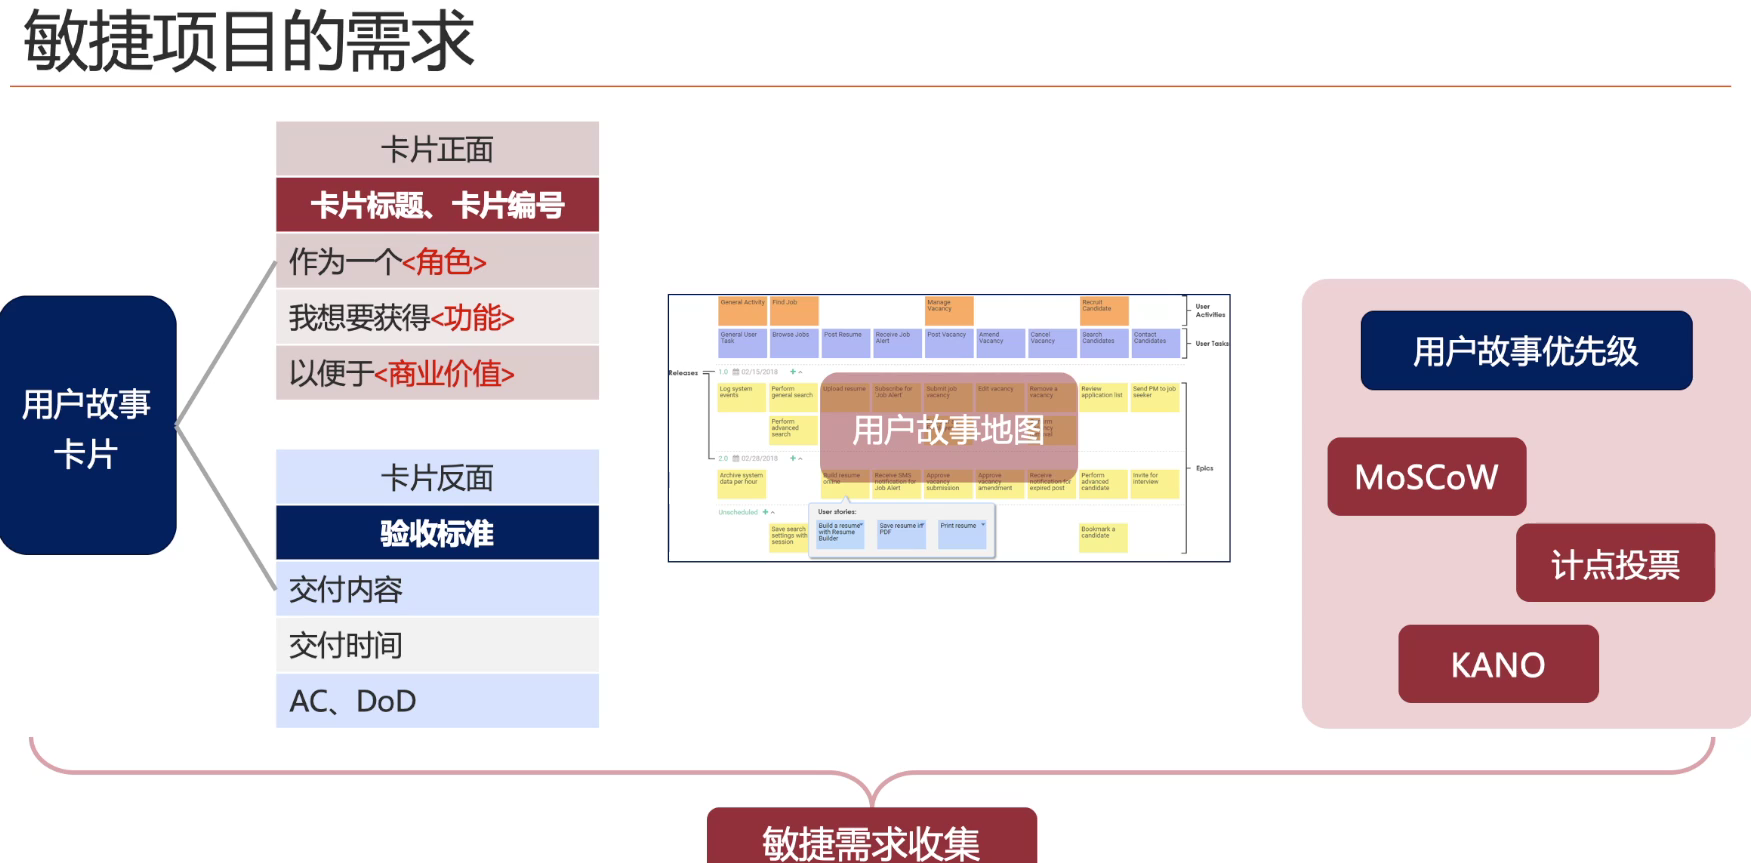 敏捷项目的需求
用户故事
卡片
卡片正面
卡片标题、卡片编号
作为一个<角色>
我想要获得<功能>
以便于<商业价值>
卡片反面
验收标准
交付内容
交付时间
AC、DoD
General Activity
Find Job
Manage
Vacancy
Recruit
Candidate
User
Activities
General User
Task
Browse Jobs
Post Resume
Receive Job
Alert
Post Vacancy
Amend
Vacancy
Cancel
Vacancy
Search
Candidates
Contact
Candidates
User Tasks
Releases
1.0 02/15/2018
Log system
events
Perform
general search
Upload resume
Subscribe for
Job Alert
Submit job
vacancy
Edit vacancy
Remove a
vacancy
Review
application list
Send PM to job
seeker
Perform
advanced
search
用户故事地图
2.0 02/28/2018
Archive system
data per hour
Build resume
online
Receive SMS
notification for
Job Alert
Approve
vacancy
submission
Approve
vacancy
amendment
Receive
notification for
expired post
Perform
advanced
candidate
Invite for
interview
Epics
Unscheduled
Save search
settings with
session
User stories:
Build a resume
with Resume
Builder
Save resume in
PDF
Print resume
Bookmark a
candidate
用户故事优先级
MoSCoW
计点投票
KANO
敏捷需求收集